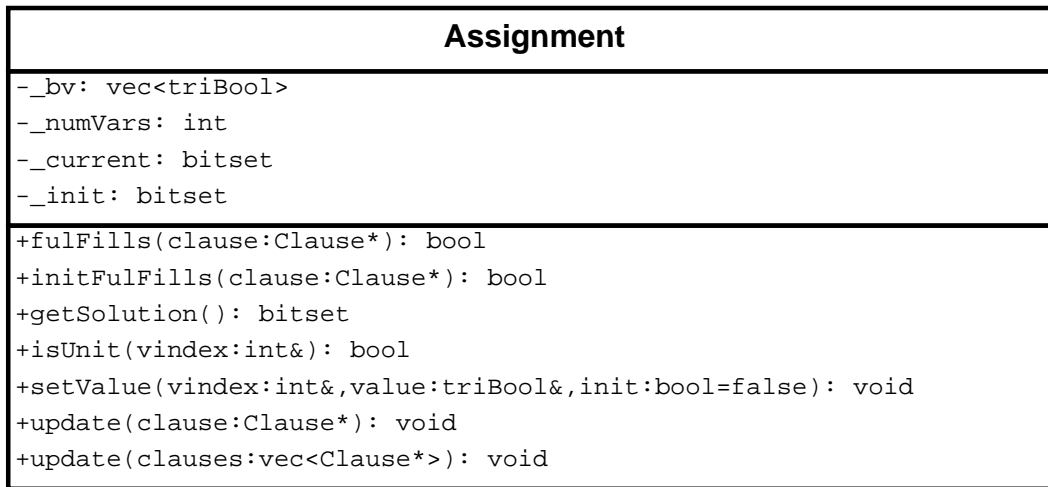 Assignment
-_bv: vec<triBool>
-_numVars: int
-_current: bitset
-_init: bitset
+fulFills(clause:Clause*): bool
+initFulFills(clause:Clause*): bool
+getSolution(): bitset
+isUnit(vindex:int&): bool
+setValue(vindex:int&,value:triBool&,init:bool=false): void
+update(clause:Clause*): void
+update(clauses:vec<Clause*>): void